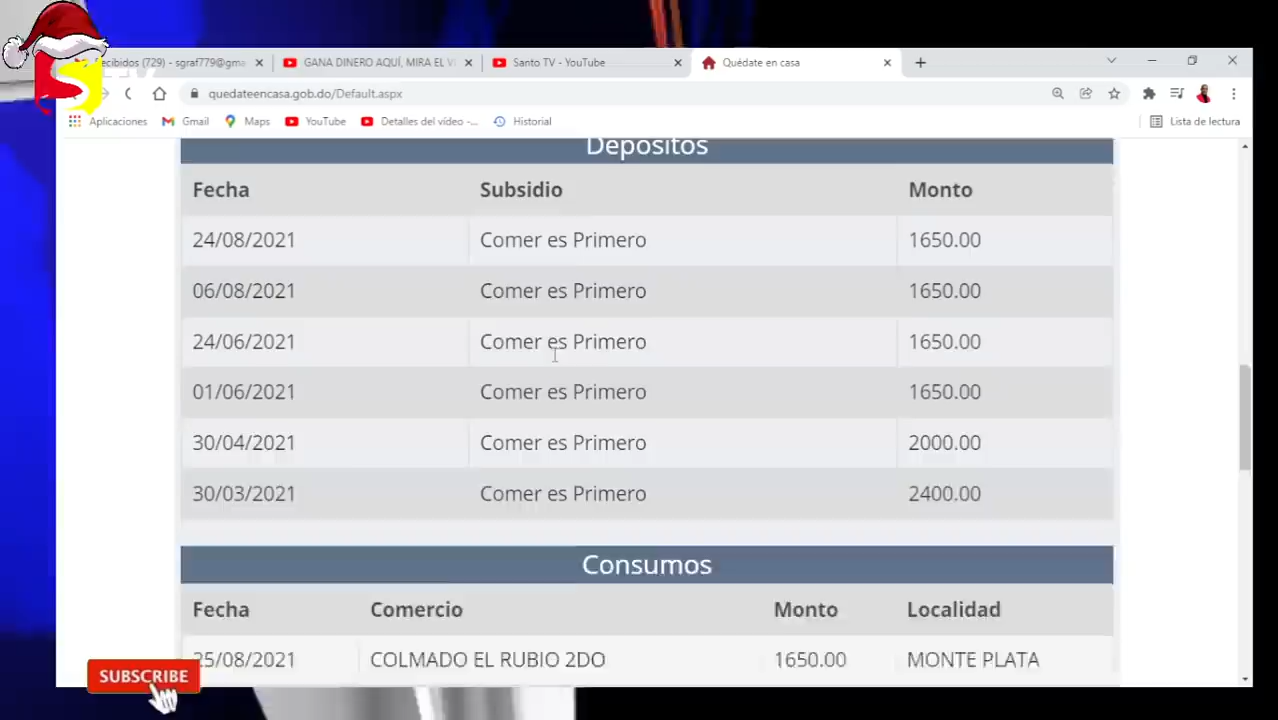 ecibidos (729) - sgraf779@gma
GANA DINERO AQUÍ, MIRA EL V
Santo TV - YouTube
Quédate en casa
quedateencasa.gob.do/Default.aspx
Aplicaciones
Gmail
Maps
YouTube
Detalles del vídeo -...
Historial
Lista de lectura
Depositos
Fecha Subsidio Monto
24/08/2021 Comer es Primero 1650.00
06/08/2021 Comer es Primero 1650.00
24/06/2021 Comer es Primero 1650.00
01/06/2021 Comer es Primero 1650.00
30/04/2021 Comer es Primero 2000.00
30/03/2021 Comer es Primero 2400.00
Consumos
Fecha Comercio Monto Localidad
25/08/2021 COLMADO EL RUBIO 2DO 1650.00 MONTE PLATA
SUBSCRIBE